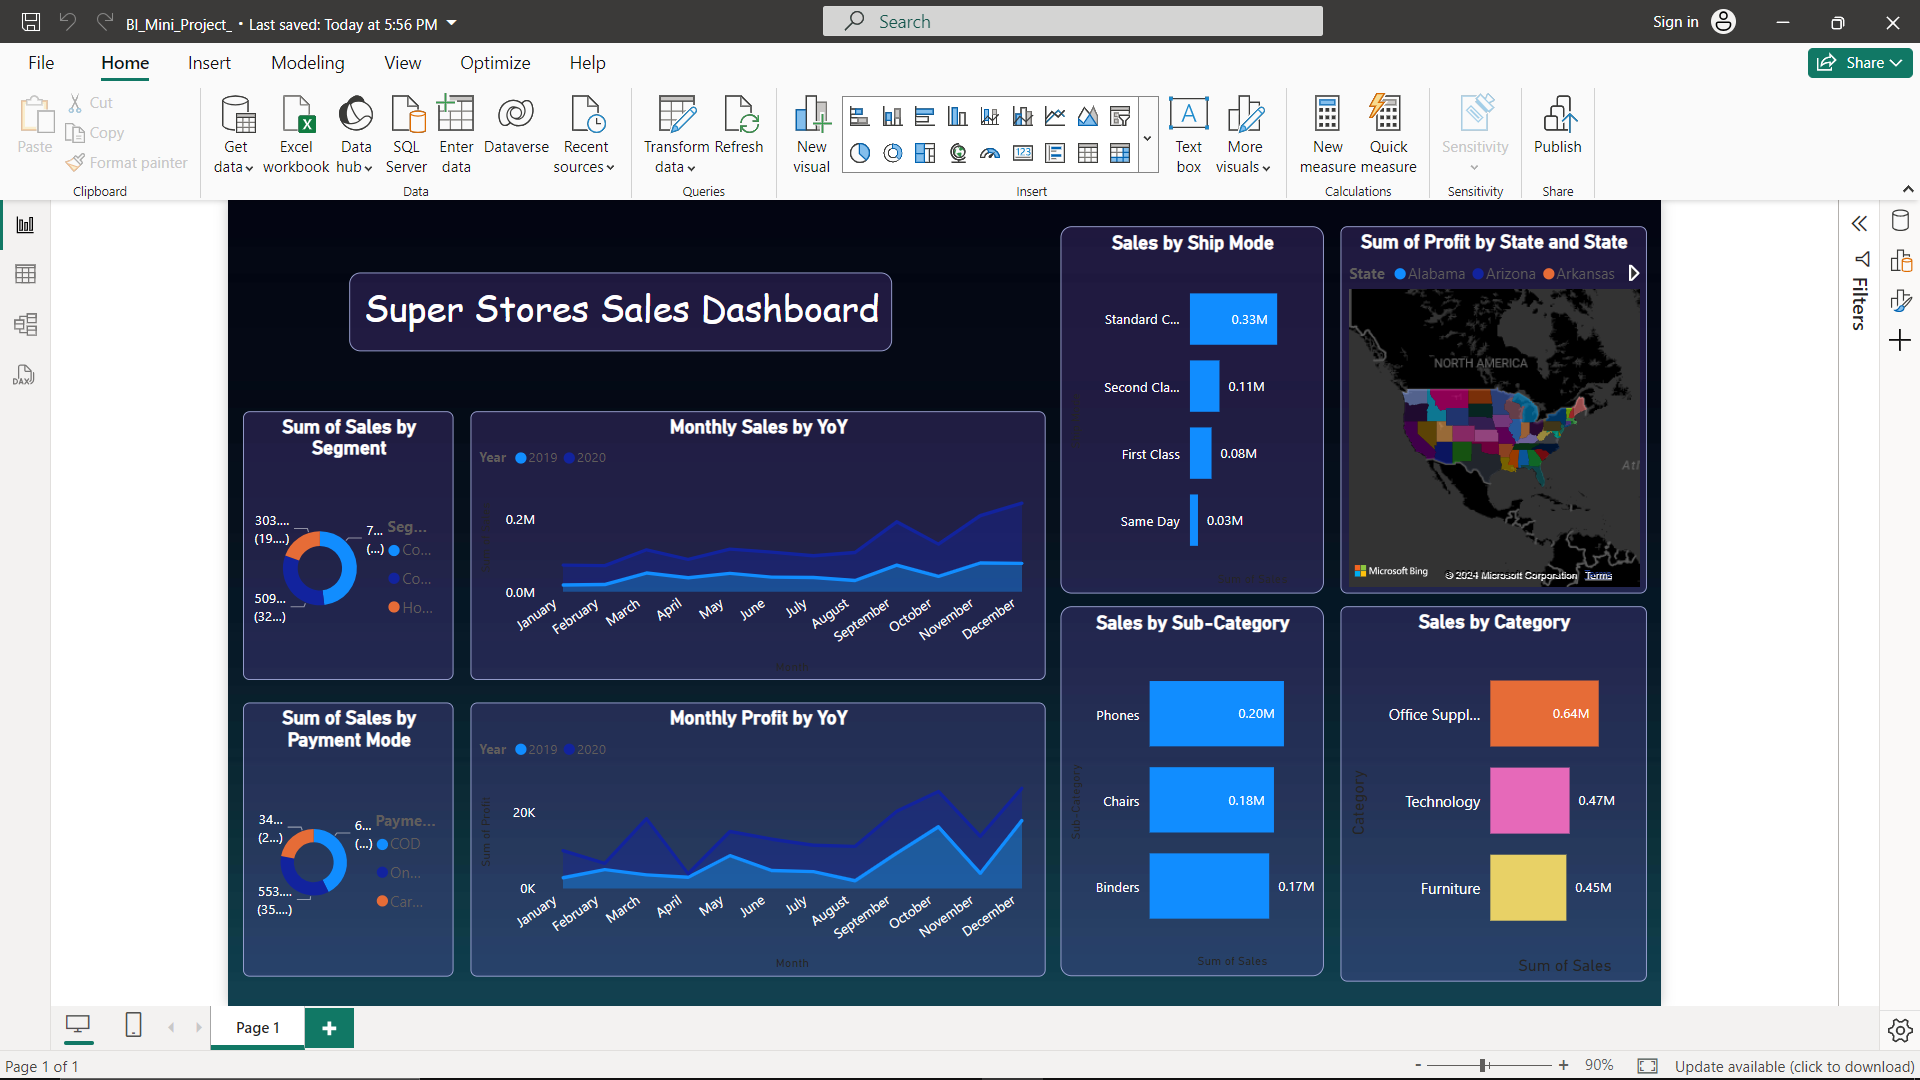 BI_Mini_Project_ • Last saved: Today at 5:56 PM
Search
Sign in
File Home Insert Modeling View Optimize Help
Share
Paste
Cut
Copy
Format painter
Clipboard
Get data
Excel workbook
Data hub
SQL Server
Enter data
Dataverse
Recent sources
Data
Transform data
Refresh
Queries
New visual
Text box
More visuals
Insert
New measure
Quick measure
Calculations
Sensitivity
Sensitivity
Publish
Share
Super Stores Sales Dashboard
Sales by Ship Mode
Standard C... 0.33M
Second Cla... 0.11M
First Class 0.08M
Same Day 0.03M
Sum of Profit by State and State
State Alabama Arizona Arkansas
NORTH AMERICA
Atl
Microsoft Bing
© 2024 Microsoft Corporation Terms
Filters
Sum of Sales by
Segment
303....
(19....)
7...
(...)
509...
(32...)
Seg...
Co...
Co...
Ho...
Monthly Sales by YoY
Year 2019 2020
0.2M
0.0M
January February March April May June July August September October November December
Month
Sum of Sales by
Payment Mode
34...
(2...)
6...
(...)
553....
(35....)
Payme...
COD
On...
Car...
Monthly Profit by YoY
Year 2019 2020
Sum of Profit
20K
0K
January February March April May June July August September October November December
Month
Sales by Sub-Category
Sub-Category
Phones 0.20M
Chairs 0.18M
Binders 0.17M
Sum of Sales
Sales by Category
Category
Office Suppl... 0.64M
Technology 0.47M
Furniture 0.45M
Sum of Sales
Page 1
Page 1 of 1
90%
Update available (click to download)